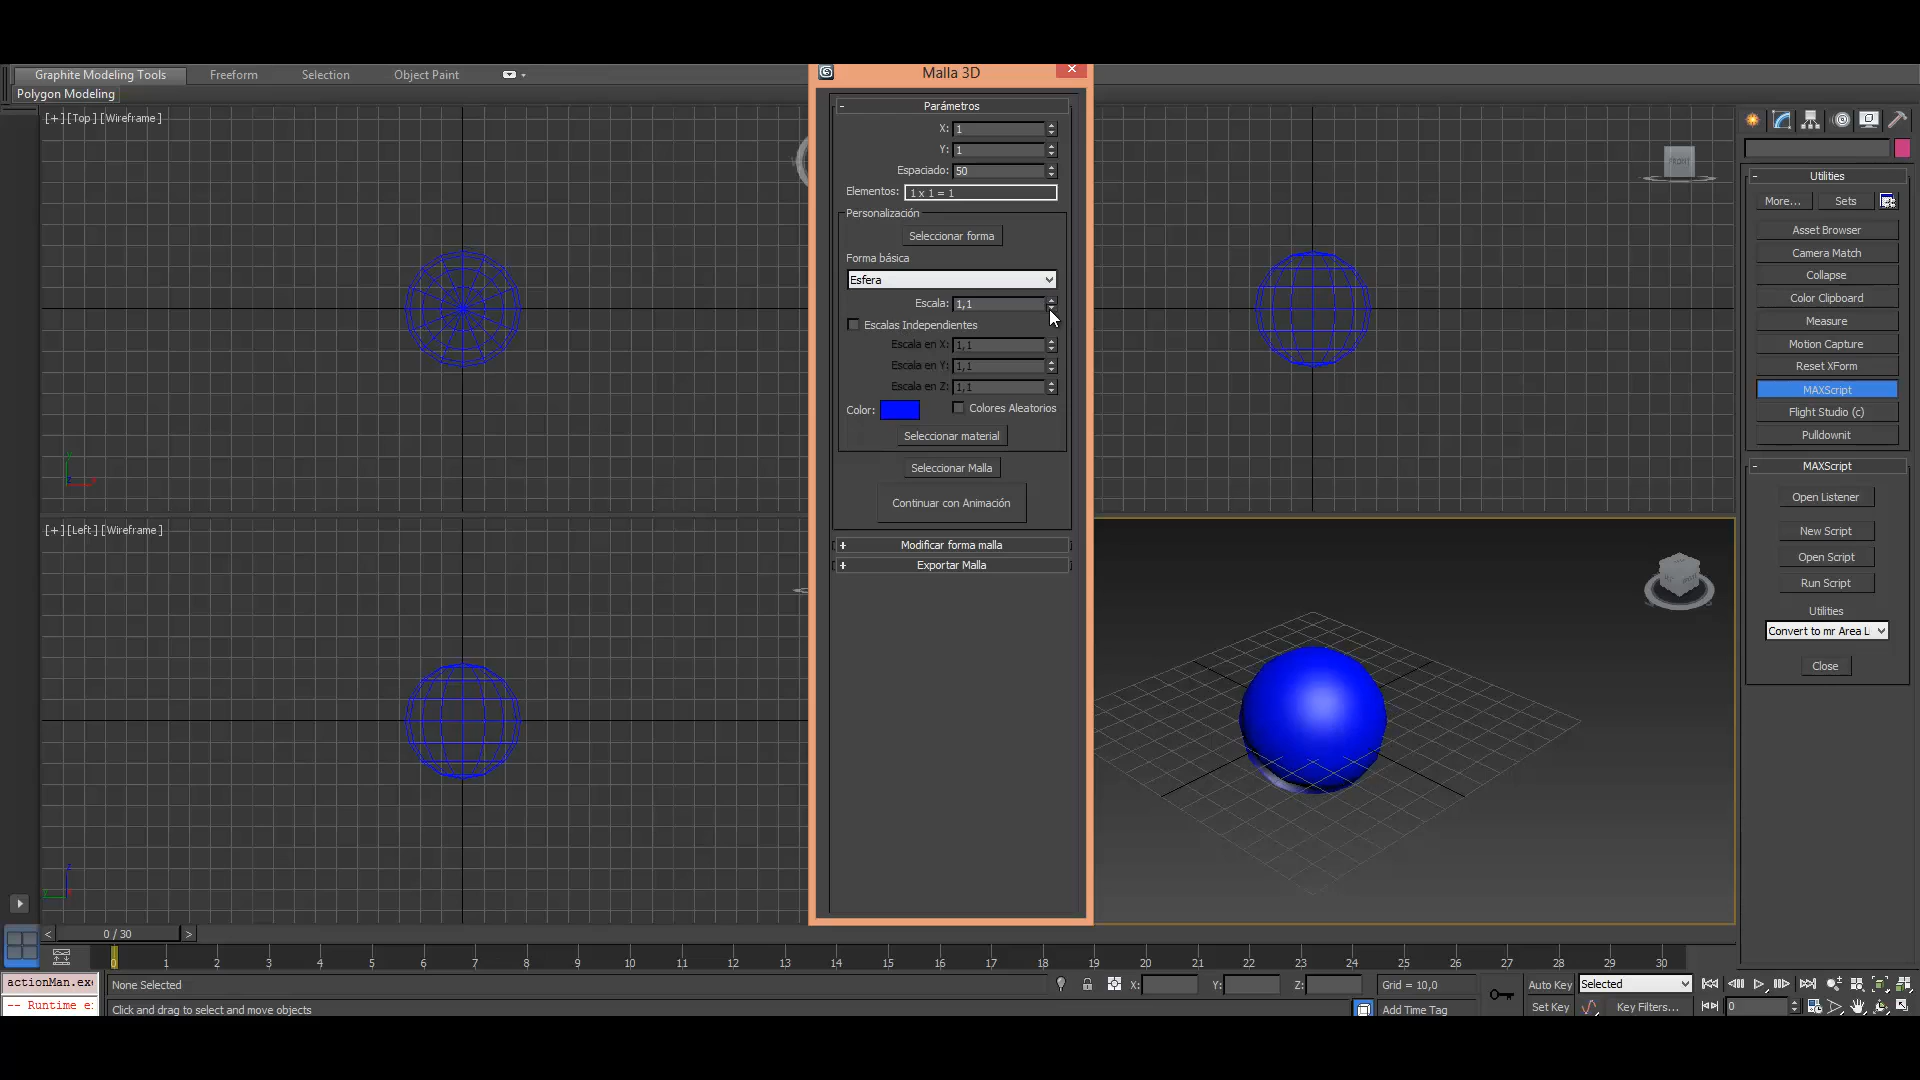 Graphite Modeling Tools Freeform Selection Object Paint
Polygon Modeling
[+] [Top] [Wireframe]
[+] [Left] [Wireframe]
Malla 3D
Parámetros
X: 1
Y: 1
Espaciado: 50
Elementos: 1 x 1 = 1
Personalización
Seleccionar forma
Forma básica
Esfera
Escala: 1,1
Escalas Independientes
Escala en X: 1,1
Escala en Y: 1,1
Escala en Z: 1,1
Color: Colores Aleatorios
Seleccionar material
Seleccionar Malla
Continuar con Animación
+ Modificar forma malla
+ Exportar Malla
FRONT
- Utilities
More... Sets
Asset Browser
Camera Match
Collapse
Color Clipboard
Measure
Motion Capture
Reset XForm
MAXScript
Flight Studio (c)
Pulldownit
- MAXScript
Open Listener
New Script
Open Script
Run Script
Utilities
Convert to mr Area L
Close
< 0 / 30 >
0 1 2 3 4 5 6 7 8 9 10 11 12 13 14 15 16 17 18 19 20 21 22 23 24 25 26 27 28 29 30
actionMan.exe
-- Runtime e
None Selected
Click and drag to select and move objects
X: Y: Z: Grid = 10,0
Add Time Tag
Auto Key Selected
Set Key Key Filters... 0